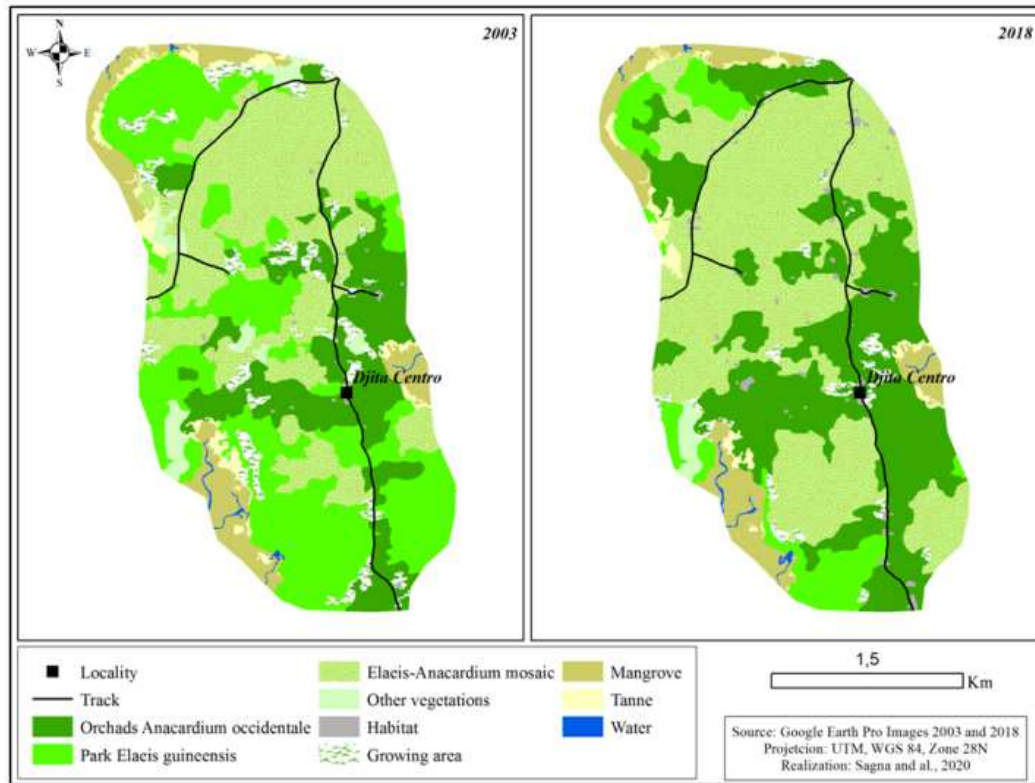 2003
N
W E
S
Djita Centro
2018
Djita Centro
Locality
Track
Orchads Anacardium occidentale
Park Elaeis guineensis
Elaeis-Anacardium mosaic
Other vegetations
Habitat
Growing area
Mangrove
Tanne
Water
1,5
Km
Source: Google Earth Pro Images 2003 and 2018
Projetcion: UTM, WGS 84, Zone 28N
Realization: Sagna and al., 2020